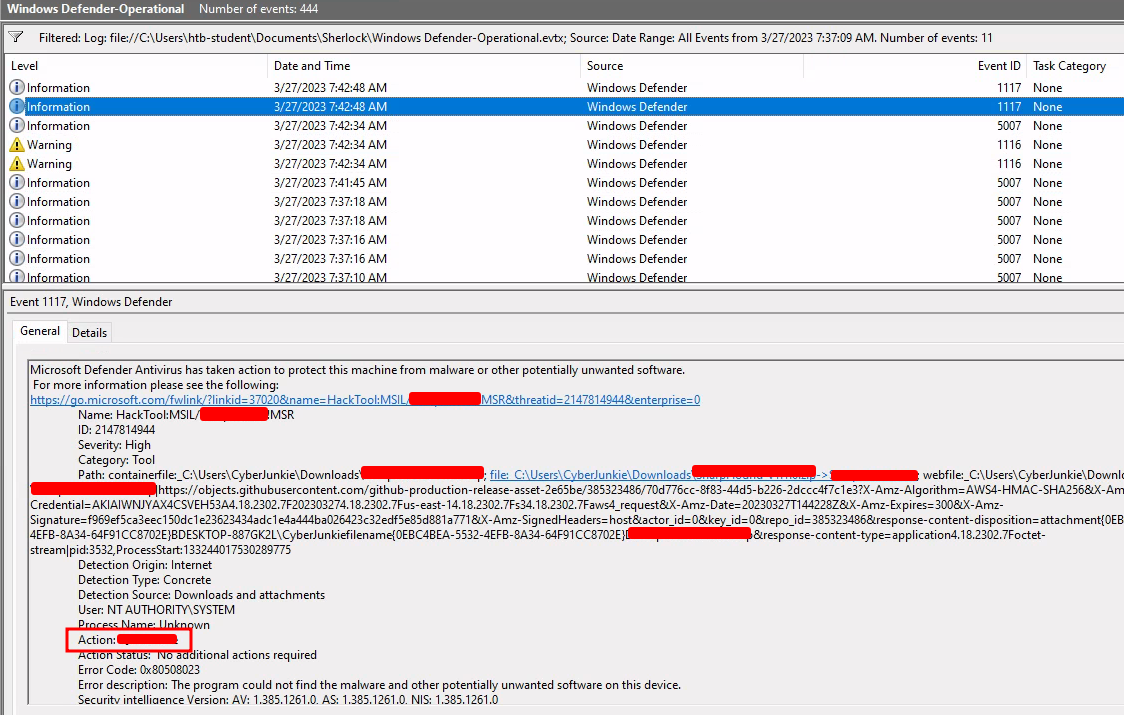 Windows Defender-Operational Number of events: 444
Filtered: Log: file://C:\Users\htb-student\Documents\Sherlock\Windows Defender-Operational.evtx; Source: Date Range: All Events from 3/27/2023 7:37:09 AM. Number of events: 11
Level Date and Time Source Event ID Task Category
Information 3/27/2023 7:42:48 AM Windows Defender 1117 None
Information 3/27/2023 7:42:48 AM Windows Defender 1117 None
Information 3/27/2023 7:42:34 AM Windows Defender 5007 None
Warning 3/27/2023 7:42:34 AM Windows Defender 1116 None
Warning 3/27/2023 7:42:34 AM Windows Defender 1116 None
Information 3/27/2023 7:41:45 AM Windows Defender 5007 None
Information 3/27/2023 7:37:18 AM Windows Defender 5007 None
Information 3/27/2023 7:37:18 AM Windows Defender 5007 None
Information 3/27/2023 7:37:16 AM Windows Defender 5007 None
Information 3/27/2023 7:37:16 AM Windows Defender 5007 None
Information 3/27/2023 7:37:10 AM Windows Defender 5007 None
Event 1117, Windows Defender
General Details
Microsoft Defender Antivirus has taken action to protect this machine from malware or other potentially unwanted software.
For more information please see the following:
https://go.microsoft.com/fwlink/?linkid=37020&name=HackTool:MSIL/ MSR&threatid=2147814944&enterprise=0
Name: HackTool:MSIL/ !MSR
ID: 2147814944
Severity: High
Category: Tool
Path: containerfile:_C:\Users\CyberJunkie\Downloads\ ; file:_C:\Users\CyberJunkie\Downloads\ -> ; webfile:_C:\Users\CyberJunkie\Downl
|https://objects.githubusercontent.com/github-production-release-asset-2e65be/385323486/70d776cc-8f83-44d5-b226-2dccc4f7c1e3?X-Amz-Algorithm=AWS4-HMAC-SHA256&X-Am
Credential=AKIAIWNJYAX4CSVEH53A4.18.2302.7F202303274.18.2302.7Fus-east-14.18.2302.7Fs34.18.2302.7Faws4_request&X-Amz-Date=20230327T144228Z&X-Amz-Expires=300&X-Amz-
Signature=f969ef5ca3eec150dc1e23623434adc1e4a444ba026423c32edf5e85d881a771&X-Amz-SignedHeaders=host&actor_id=0&key_id=0&repo_id=385323486&response-content-disposition=attachment{0EB
4EFB-8A34-64F91CC8702E}BDESKTOP-887GK2L\CyberJunkiefilename{0EBC4BEA-5532-4EFB-8A34-64F91CC8702E} &response-content-type=application4.18.2302.7Foctet-
stream|pid:3532,ProcessStart:133244017530289775
Detection Origin: Internet
Detection Type: Concrete
Detection Source: Downloads and attachments
User: NT AUTHORITY\SYSTEM
Process Name: Unknown
Action:
Action Status: No additional actions required
Error Code: 0x80508023
Error description: The program could not find the malware and other potentially unwanted software on this device.
Security intelligence Version: AV: 1.385.1261.0, AS: 1.385.1261.0, NIS: 1.385.1261.0